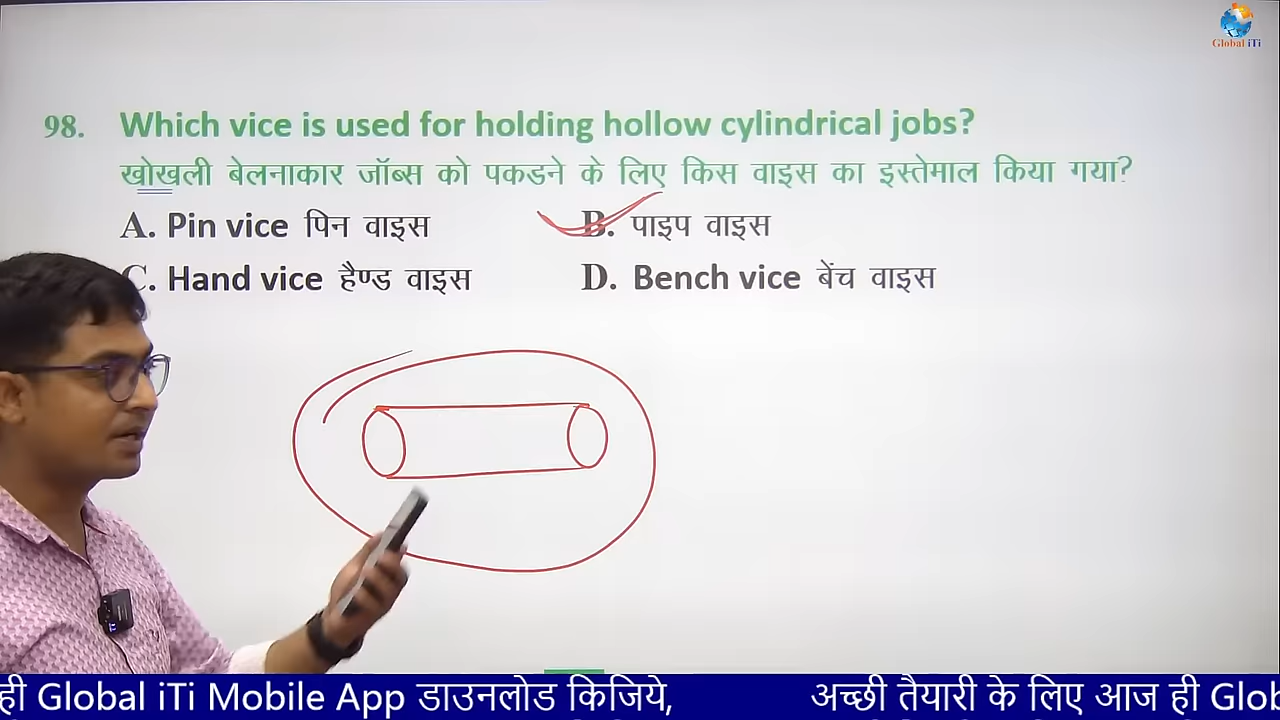 Global iTi
98. Which vice is used for holding hollow cylindrical jobs?
खोखली बेलनाकार जॉब्स को पकडने के लिए किस वाइस का इस्तेमाल किया गया?
A. Pin vice पिन वाइस B. पाइप वाइस
C. Hand vice हैण्ड वाइस D. Bench vice बेंच वाइस
ही Global iTi Mobile App डाउनलोड किजिये, अच्छी तैयारी के लिए आज ही Glob